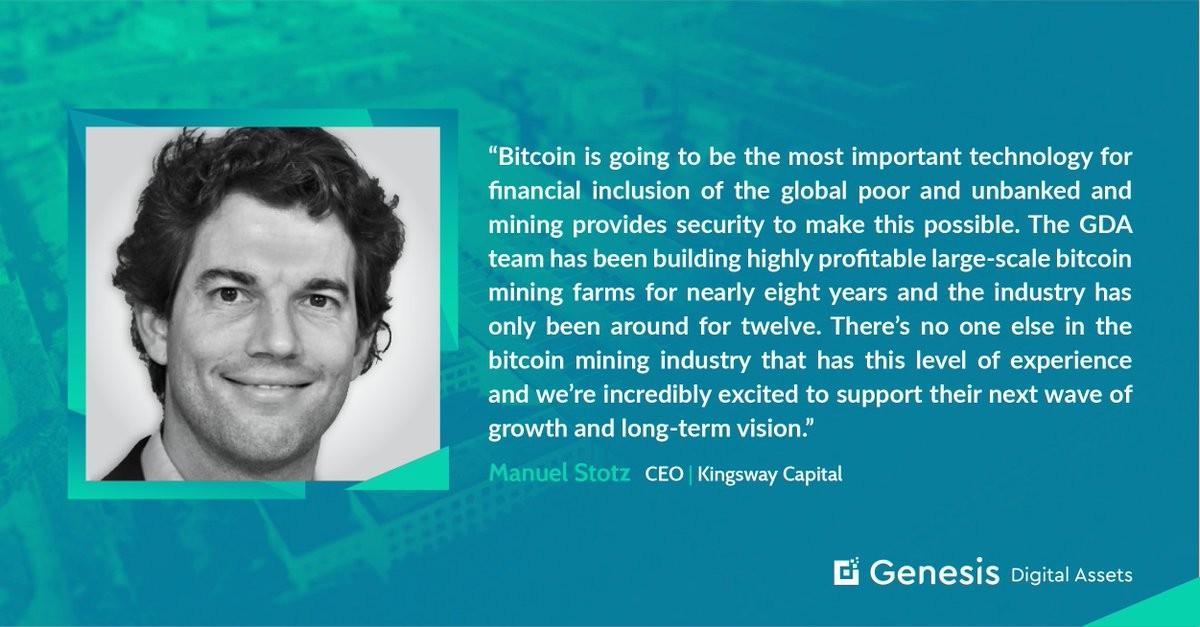 “Bitcoin is going to be the most important technology for
financial inclusion of the global poor and unbanked and
mining provides security to make this possible. The GDA
team has been building highly profitable large-scale bitcoin
mining farms for nearly eight years and the industry has
only been around for twelve. There’s no one else in the
bitcoin mining industry that has this level of experience
and we’re incredibly excited to support their next wave of
growth and long-term vision.”
Manuel Stotz CEO | Kingsway Capital
Genesis Digital Assets